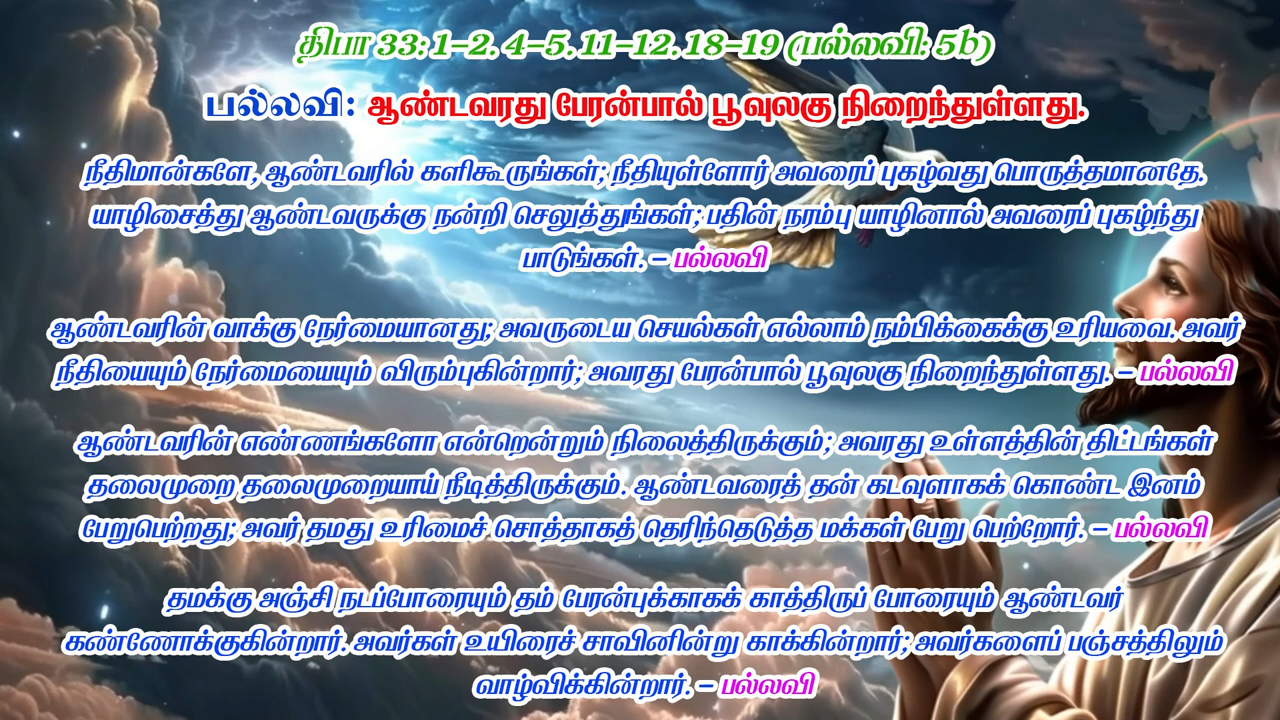 திபா 33: 1-2. 4-5. 11-12. 18-19 (பல்லவி: 5b)
பல்லவி: ஆண்டவரது பேரன்பால் பூவுலகு நிறைந்துள்ளது.
நீதிமான்களே, ஆண்டவரில் களிகூருங்கள்; நீதியுள்ளோர் அவரைப் புகழ்வது பொருத்தமானதே.
யாழிசைத்து ஆண்டவருக்கு நன்றி செலுத்துங்கள்; பதின் நரம்பு யாழினால் அவரைப் புகழ்ந்து
பாடுங்கள். – பல்லவி
ஆண்டவரின் வாக்கு நேர்மையானது; அவருடைய செயல்கள் எல்லாம் நம்பிக்கைக்கு உரியவை. அவர்
நீதியையும் நேர்மையையும் விரும்புகின்றார்; அவரது பேரன்பால் பூவுலகு நிறைந்துள்ளது. – பல்லவி
ஆண்டவரின் எண்ணங்களோ என்றென்றும் நிலைத்திருக்கும்; அவரது உள்ளத்தின் திட்டங்கள்
தலைமுறை தலைமுறையாய் நீடித்திருக்கும். ஆண்டவரைத் தன் கடவுளாகக் கொண்ட இனம்
பேறுபெற்றது; அவர் தமது உரிமைச் சொத்தாகத் தெரிந்தெடுத்த மக்கள் பேறு பெற்றோர். – பல்லவி
தமக்கு அஞ்சி நடப்போரையும் தம் பேரன்புக்காகக் காத்திருப் போரையும் ஆண்டவர்
கண்ணோக்குகின்றார். அவர்கள் உயிரைச் சாவினின்று காக்கின்றார்; அவர்களைப் பஞ்சத்திலும்
வாழ்விக்கின்றார். – பல்லவி